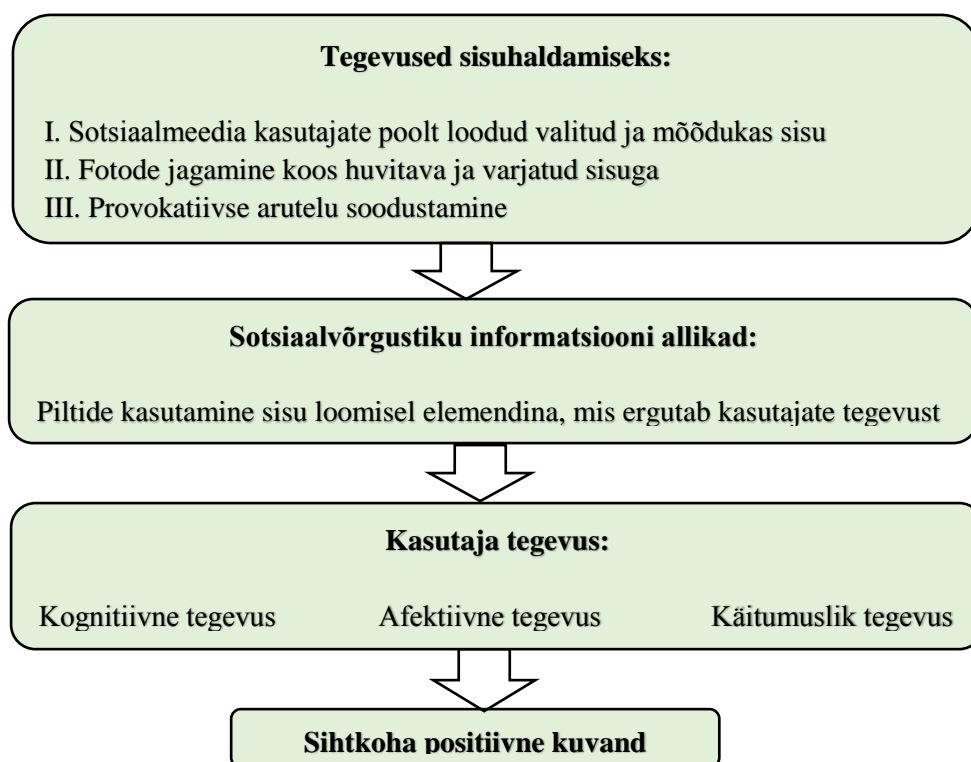 Tegevused sisuhaldamiseks:
I. Sotsiaalmeedia kasutajate poolt loodud valitud ja mõõdukas sisu
II. Fotode jagamine koos huvitava ja varjatud sisuga
III. Provokatiivse arutelu soodustamine
Sotsiaalvõrgustiku informatsiooni allikad:
Piltide kasutamine sisu loomisel elemendina, mis ergutab kasutajate tegevust
Kasutaja tegevus:
Kognitiivne tegevus Afektiivne tegevus Käitumuslik tegevus
Sihtkoha positiivne kuvand